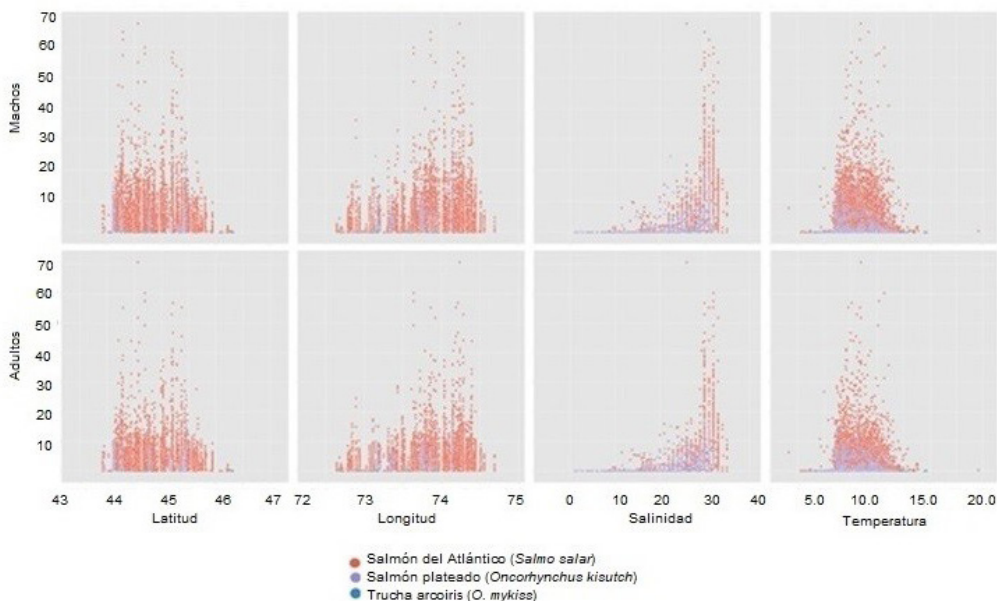 70
60
50
40
30
20
10
Machos
70
60
50
40
30
20
10
Adultos
43 44 45 46 47
Latitud
72 73 74 75
Longitud
0 10 20 30 40
Salinidad
5.0 10.0 15.0 20.0
Temperatura
Salmón del Atlántico (Salmo salar)
Salmón plateado (Oncorhynchus kisutch)
Trucha arcoiris (O. mykiss)